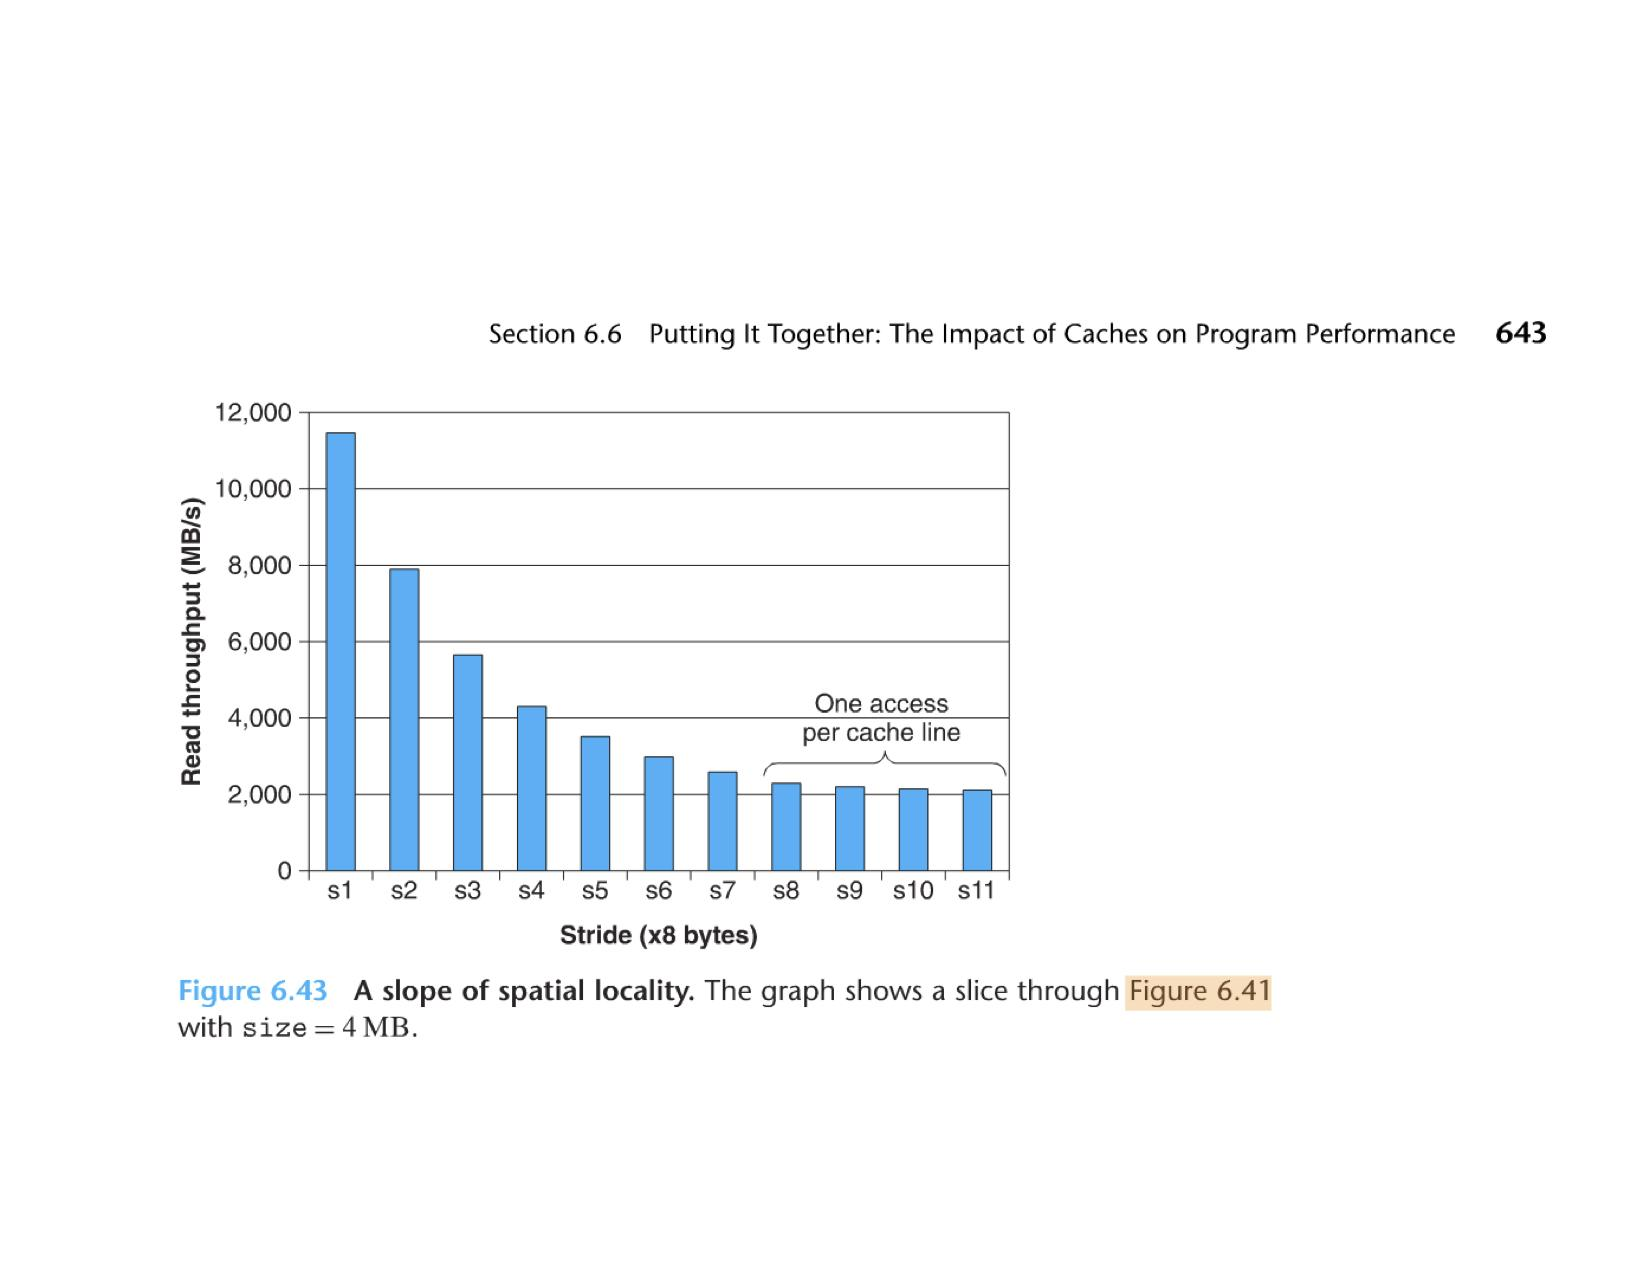 Section 6.6 Putting It Together: The Impact of Caches on Program Performance 643
12,000
10,000
8,000
6,000
4,000
2,000
0
Read throughput (MB/s)
One access
per cache line
s1 s2 s3 s4 s5 s6 s7 s8 s9 s10 s11
Stride (x8 bytes)
Figure 6.43 A slope of spatial locality. The graph shows a slice through Figure 6.41
with size = 4 MB.